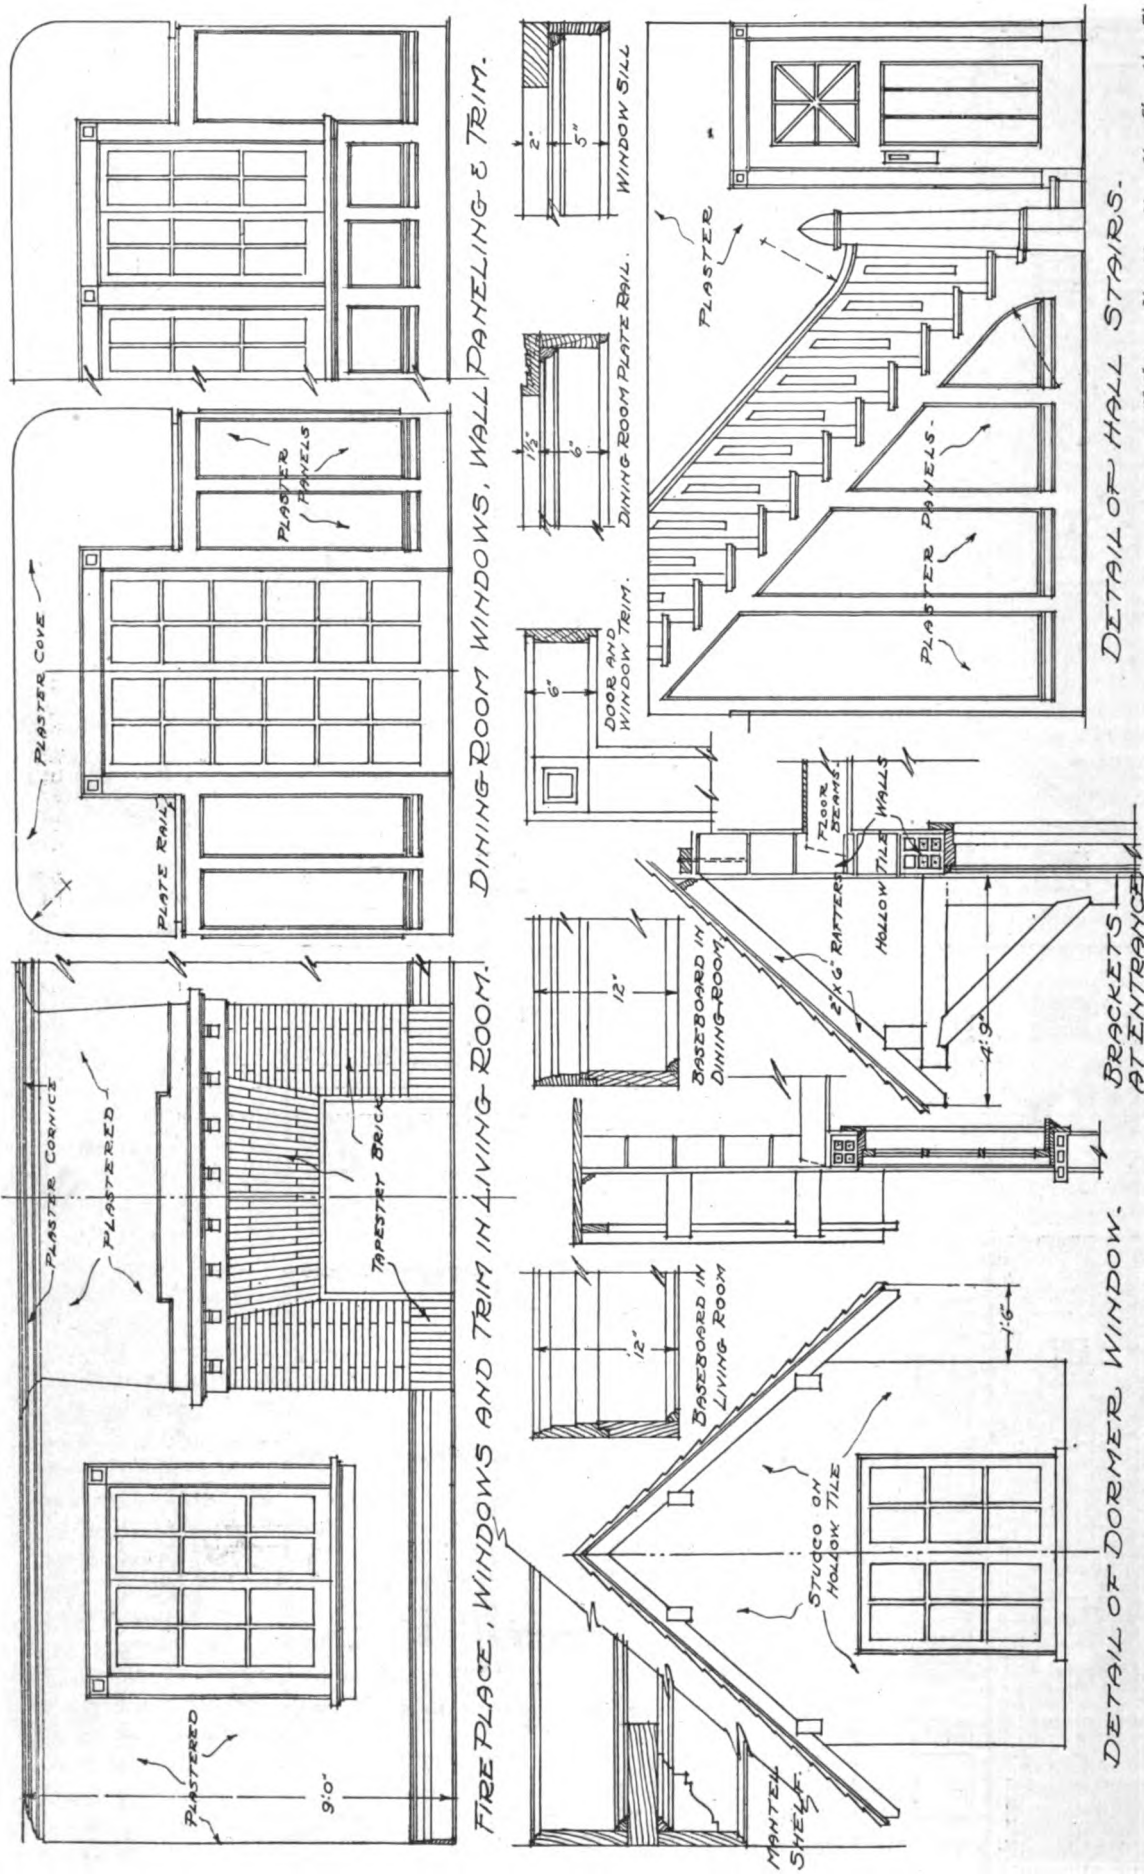 PLASTER CORNICE
PLASTERED
PLASTERED
9'-0"
TAPESTRY BRICK
FIRE PLACE, WINDOWS AND TRIM IN LIVING ROOM.
PLASTER COVE
PLATE RAIL
PLASTER
PANELS
DINING-ROOM WINDOWS, WALL PANELING & TRIM.
MANTEL
SHELF.
STUCCO ON
HOLLOW TILE
1'-6"
DETAIL OF DORMER WINDOW.
12"
BASEBOARD IN
LIVING ROOM
12"
BASEBOARD IN
DINING-ROOM.
2"x6" RAFTERS
HOLLOW TILE WALLS
FLOOR
BEAMS.
4'-9"
BRACKETS
AT ENTRANCE
6"
DOOR AND
WINDOW TRIM.
1½"
6"
DINING-ROOM PLATE RAIL.
2"
5"
WINDOW SILL
PLASTER
PLASTER PANELS.
DETAIL OF HALL STAIRS.